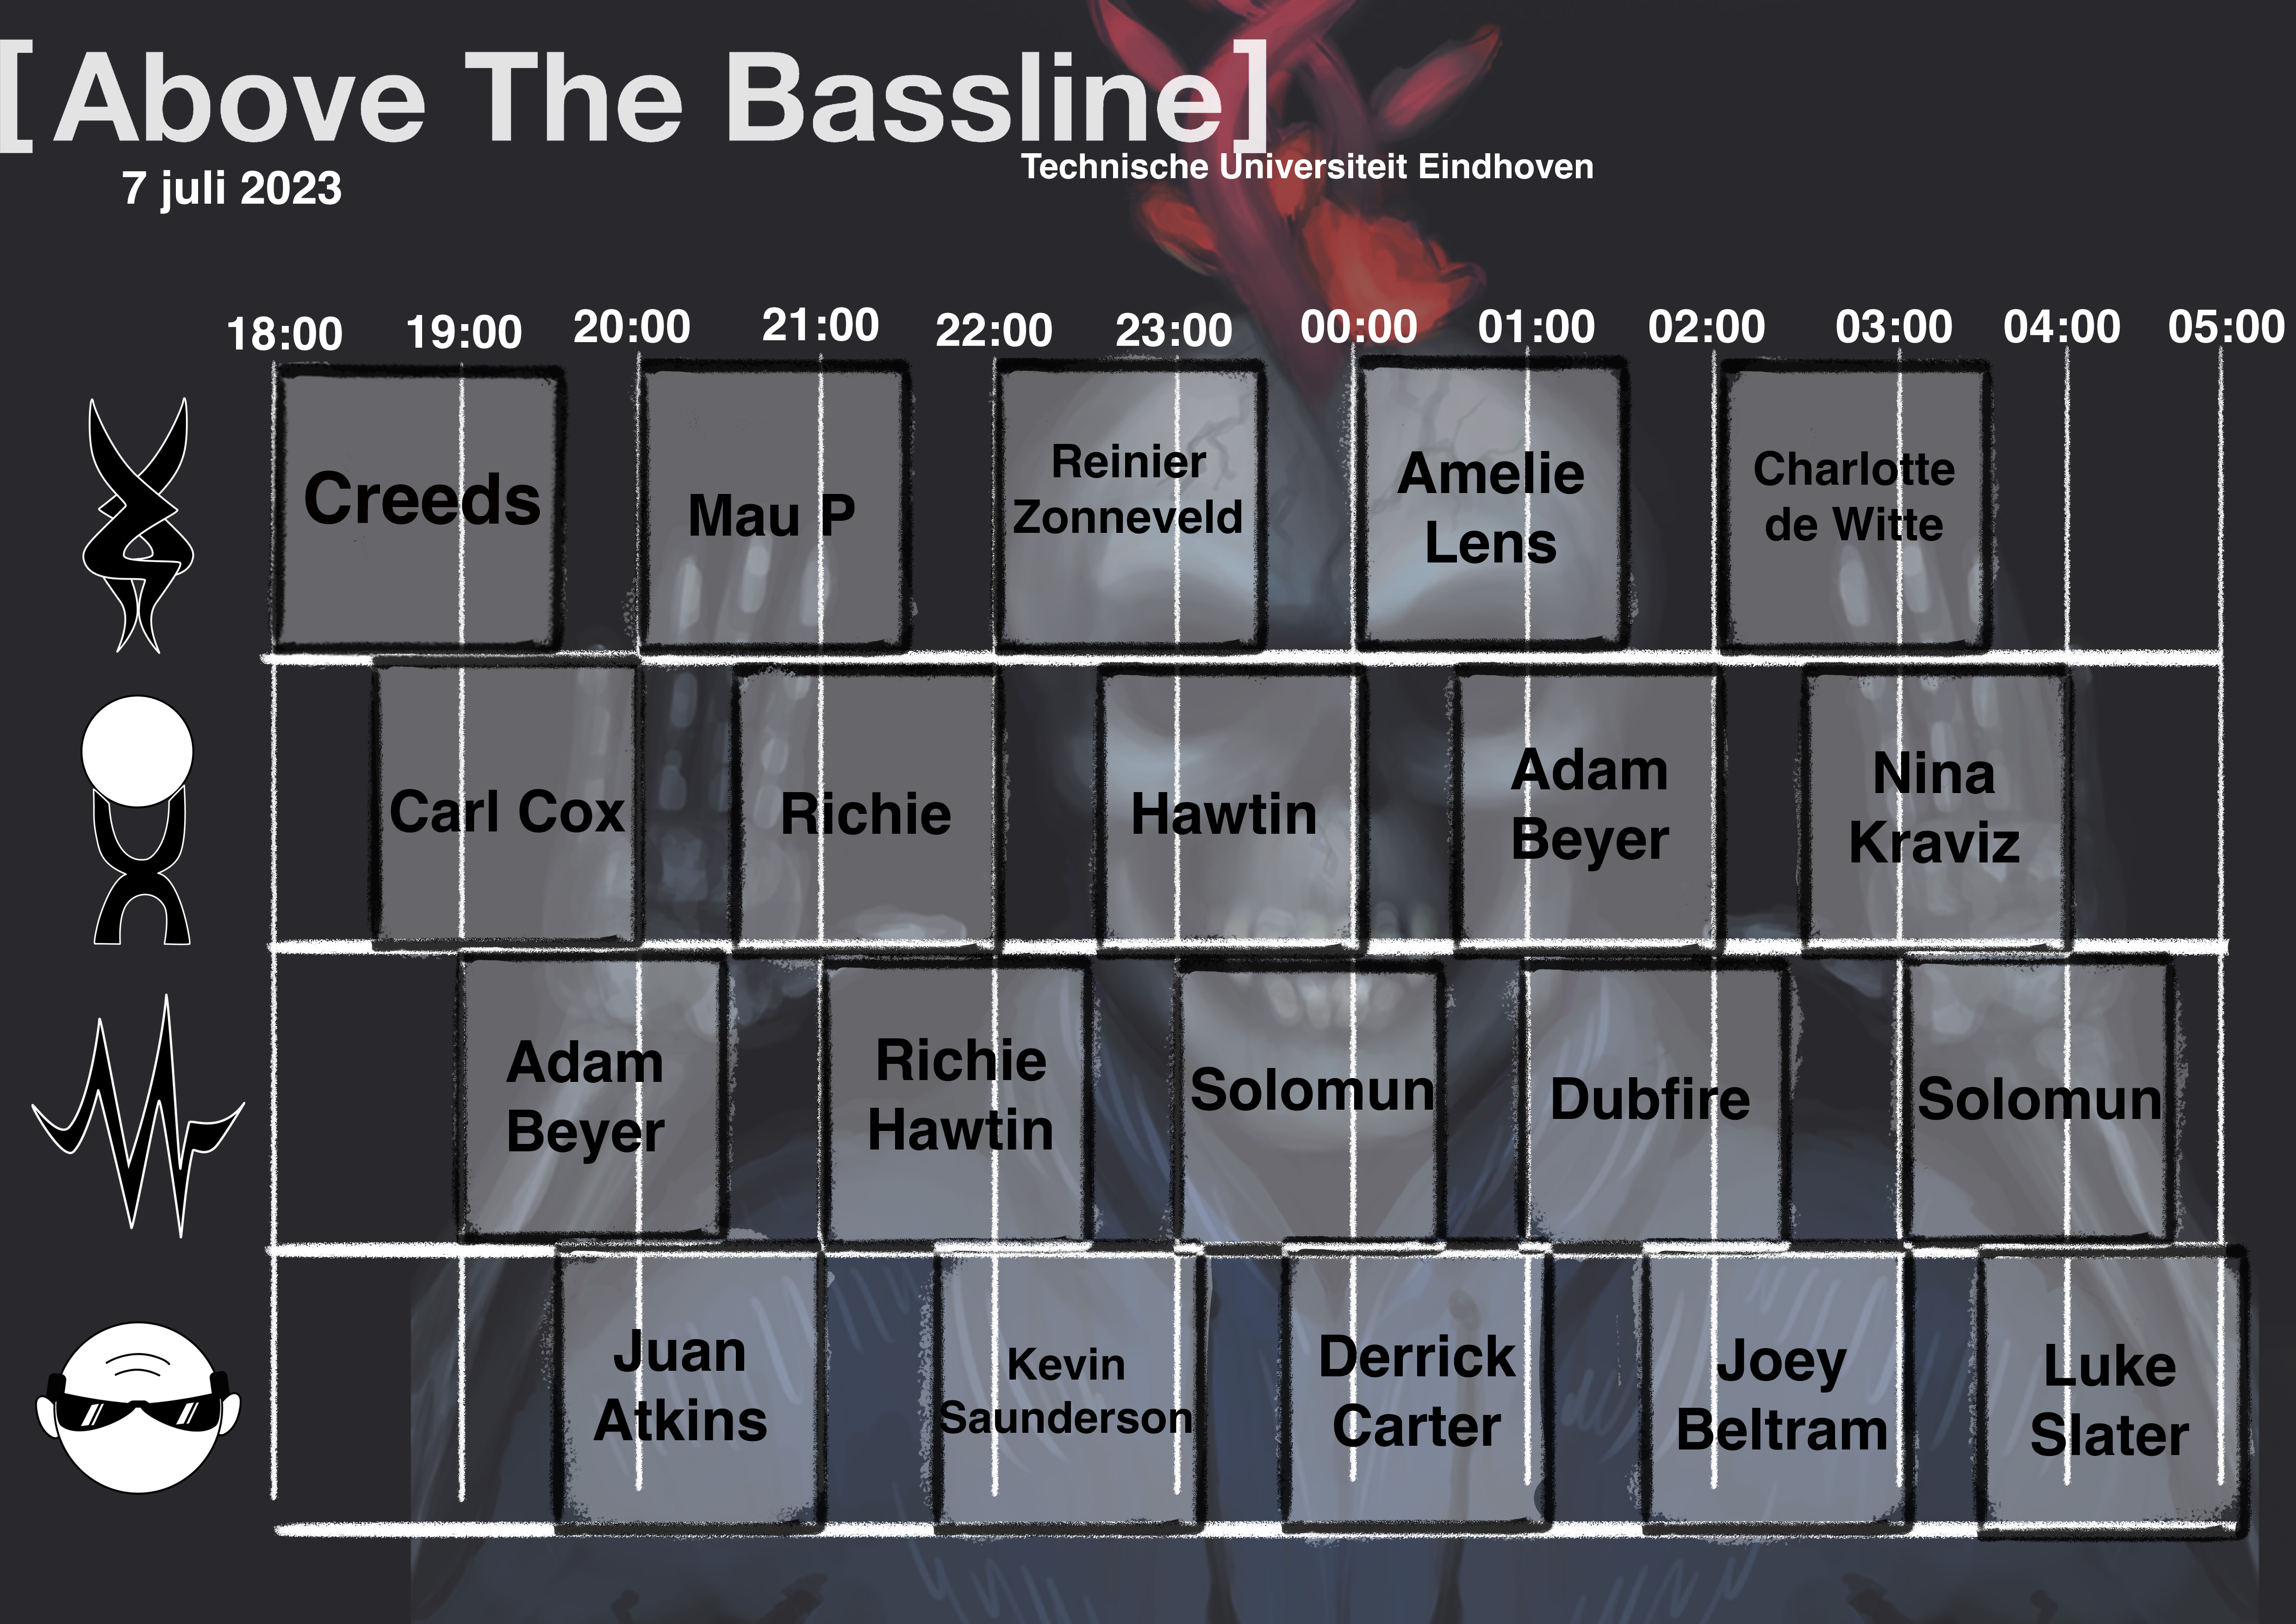 [ Above The Bassline]
7 juli 2023
Technische Universiteit Eindhoven
18:00 19:00 20:00 21:00 22:00 23:00 00:00 01:00 02:00 03:00 04:00 05:00
Creeds
Mau P
Reinier
Zonneveld
Amelie
Lens
Charlotte
de Witte
Carl Cox
Richie
Hawtin
Adam
Beyer
Nina
Kraviz
Adam
Beyer
Richie
Hawtin
Solomun
Dubfire
Solomun
Juan
Atkins
Kevin
Saunderson
Derrick
Carter
Joey
Beltram
Luke
Slater